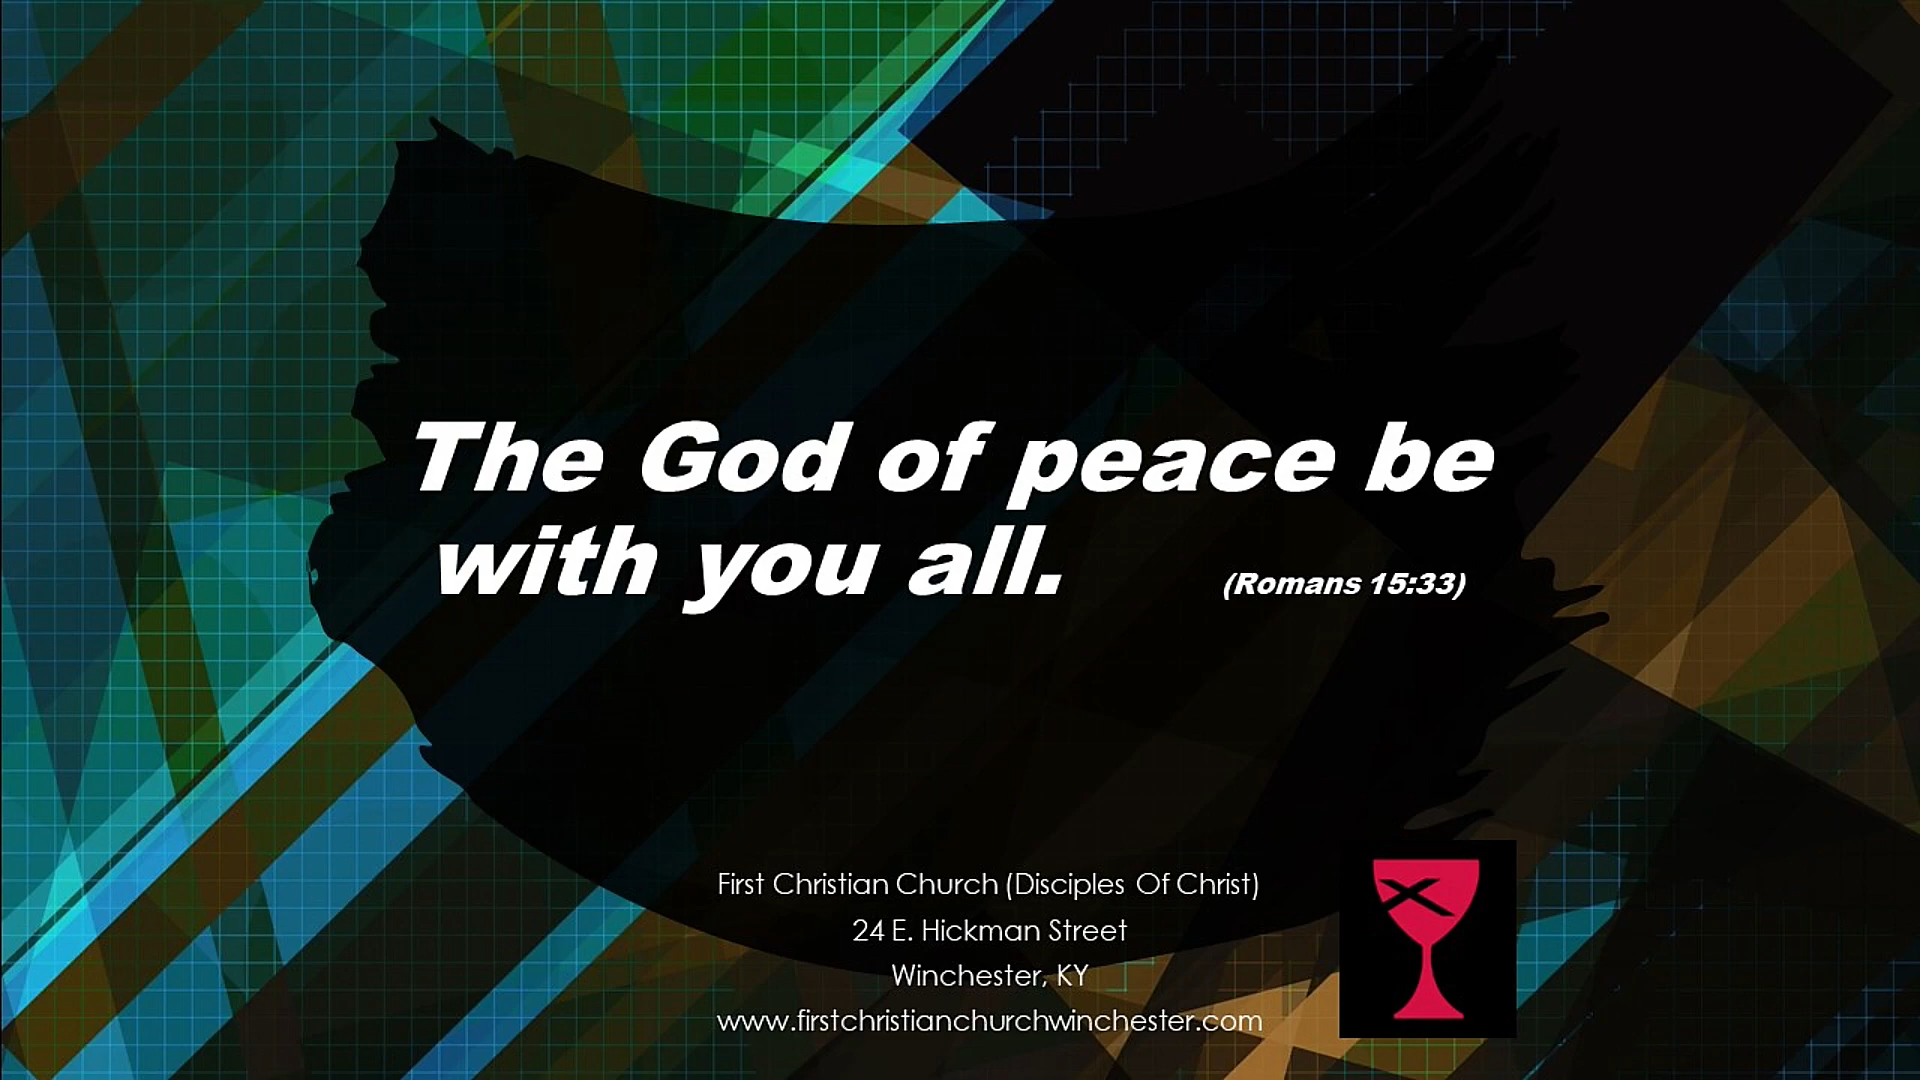 The God of peace be
with you all. (Romans 15:33)
First Christian Church (Disciples Of Christ)
24 E. Hickman Street
Winchester, KY
www.firstchristianchurchwinchester.com